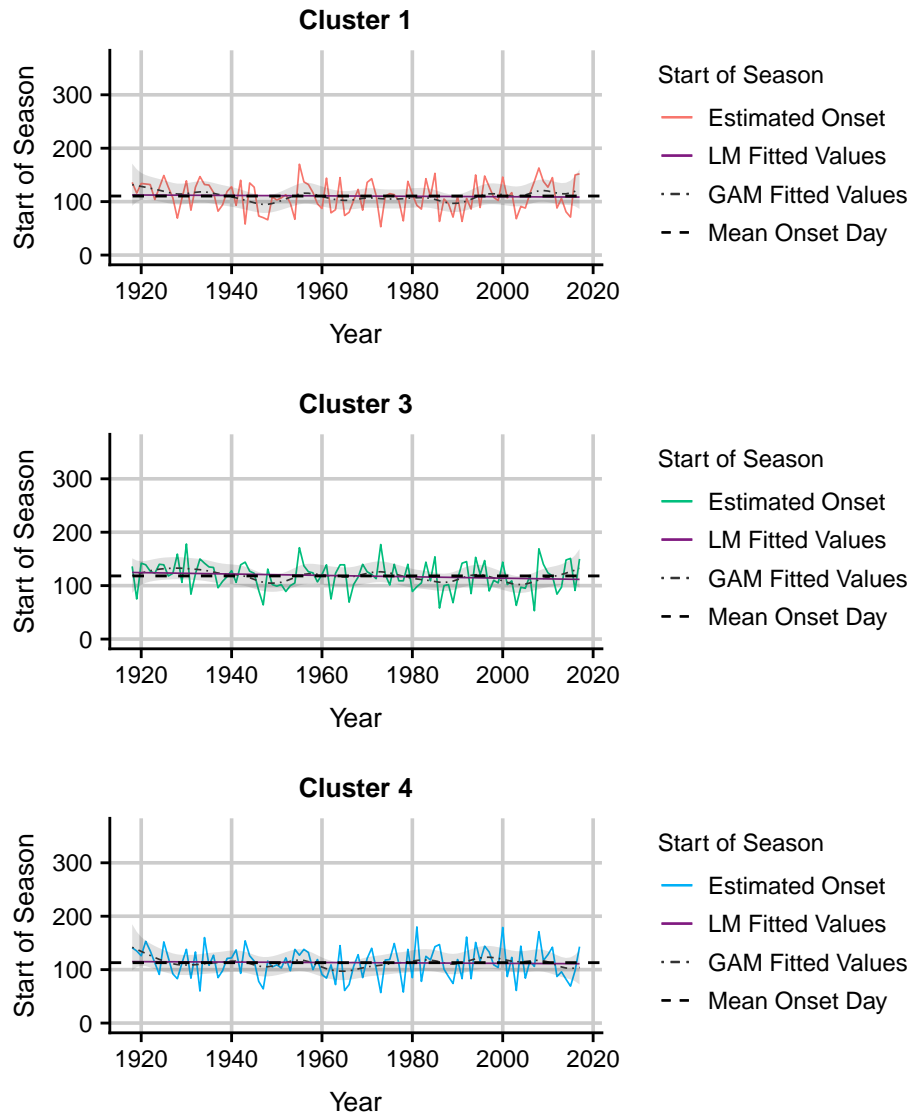 Cluster 1
Start of Season
300
200
100
0
1920 1940 1960 1980 2000 2020
Year
Start of Season
Estimated Onset
LM Fitted Values
GAM Fitted Values
Mean Onset Day
Cluster 3
Start of Season
300
200
100
0
1920 1940 1960 1980 2000 2020
Year
Start of Season
Estimated Onset
LM Fitted Values
GAM Fitted Values
Mean Onset Day
Cluster 4
Start of Season
300
200
100
0
1920 1940 1960 1980 2000 2020
Year
Start of Season
Estimated Onset
LM Fitted Values
GAM Fitted Values
Mean Onset Day